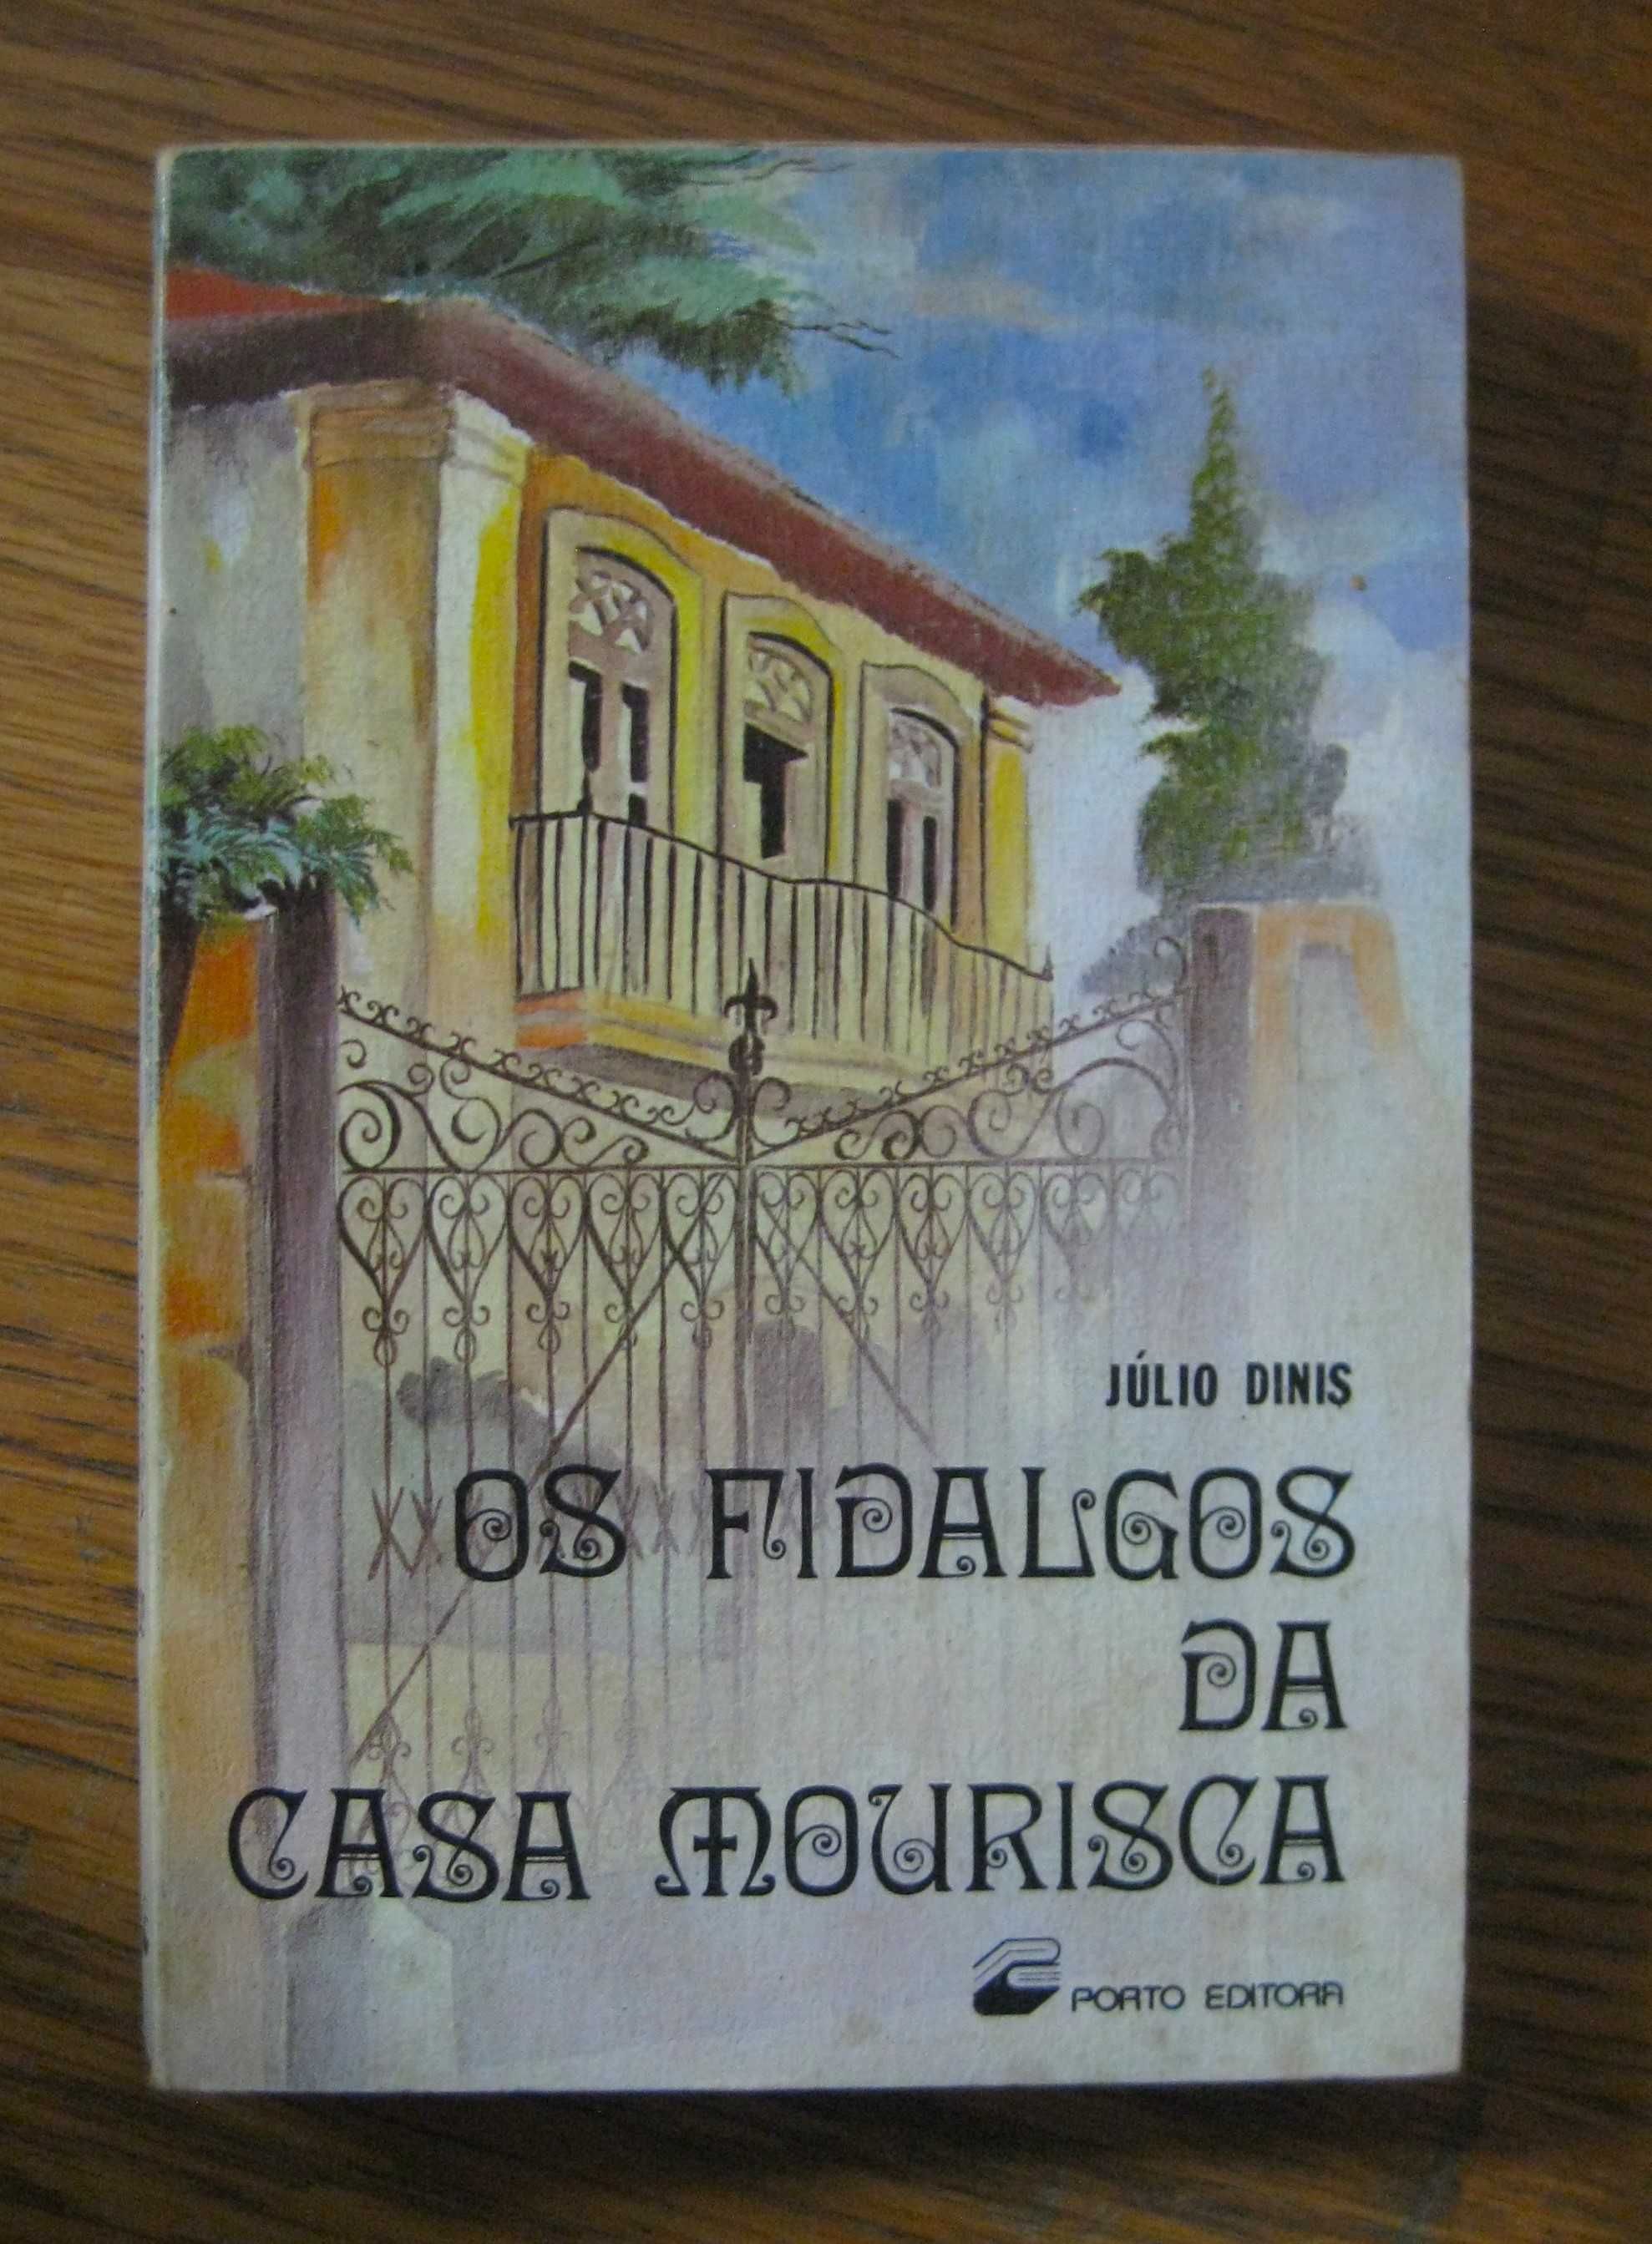 JÚLIO DINIS
OS FIDALGOS
DA
CASA MOURISCA
PORTO EDITORA